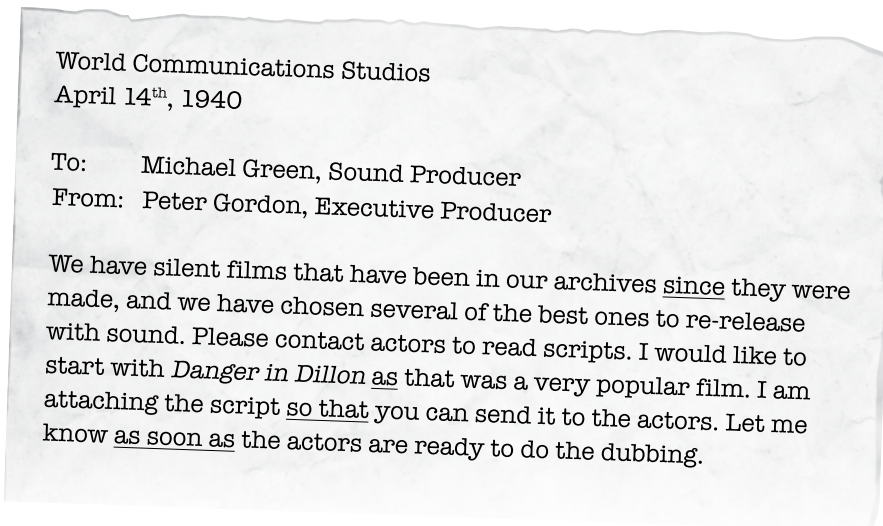 World Communications Studios
April 14th, 1940
To: Michael Green, Sound Producer
From: Peter Gordon, Executive Producer
We have silent films that have been in our archives since they were
made, and we have chosen several of the best ones to re-release
with sound. Please contact actors to read scripts. I would like to
start with Danger in Dillon as that was a very popular film. I am
attaching the script so that you can send it to the actors. Let me
know as soon as the actors are ready to do the dubbing.